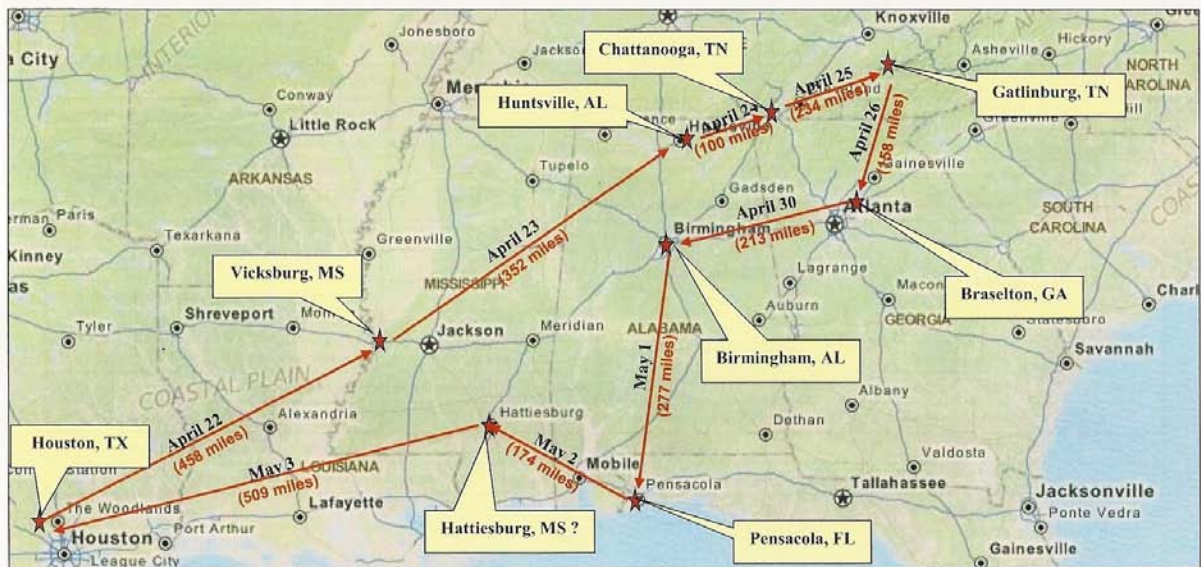 Knoxville
Jonesboro
Chattanooga, TN
a City
Asheville
Hickory
NORTH
CAROLINA
Conway
Huntsville, AL
April 24
(100 miles)
April 25
(234 miles)
Gatlinburg, TN
Little Rock
Greenville
ARKANSAS
Tupelo
April 26
(158 miles)
Gainesville
Gadsden
April 30
(213 miles)
Atlanta
SOUTH
CAROLINA
Paris
Texarkana
Greenville
April 23
(352 miles)
Birmingham
Kinney
Vicksburg, MS
MISSISSIPPI
Lagrange
Macon
Braselton, GA
Tyler
Shreveport
Jackson
Meridian
ALABAMA
Auburn
GEORGIA
Statesboro
Savannah
Birmingham, AL
COASTAL PLAIN
May 1
(277 miles)
Albany
Alexandria
Hattiesburg
Dothan
Houston, TX
April 22
(458 miles)
LOUISIANA
May 3
(509 miles)
May 2
(174 miles)
Mobile
Valdosta
Station
The Woodlands
Lafayette
Pensacola
Tallahassee
Jacksonville
Ponte Vedra
Port Arthur
Hattiesburg, MS ?
Houston
League City
Pensacola, FL
Gainesville